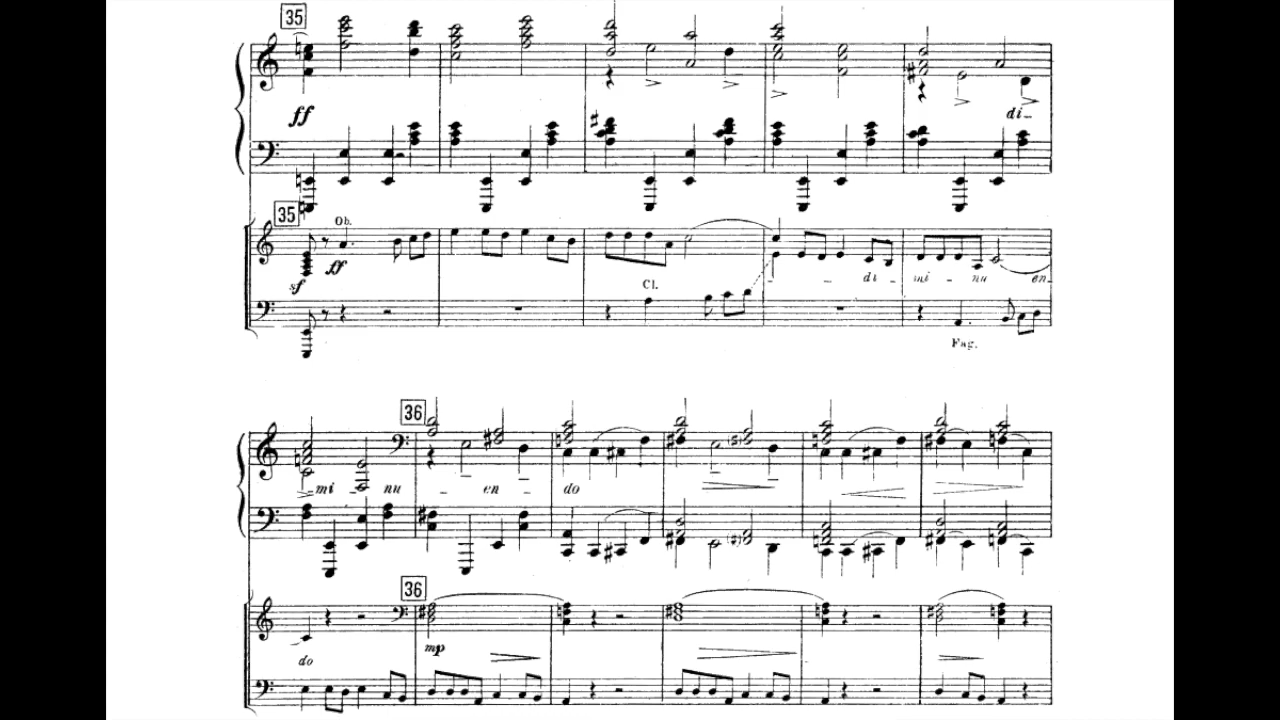 35
ff
di-
35
Ob.
ff
sf
Cl.
di - mi - nu en-
Fag.
36
mi - nu - en - do
36
mp
do